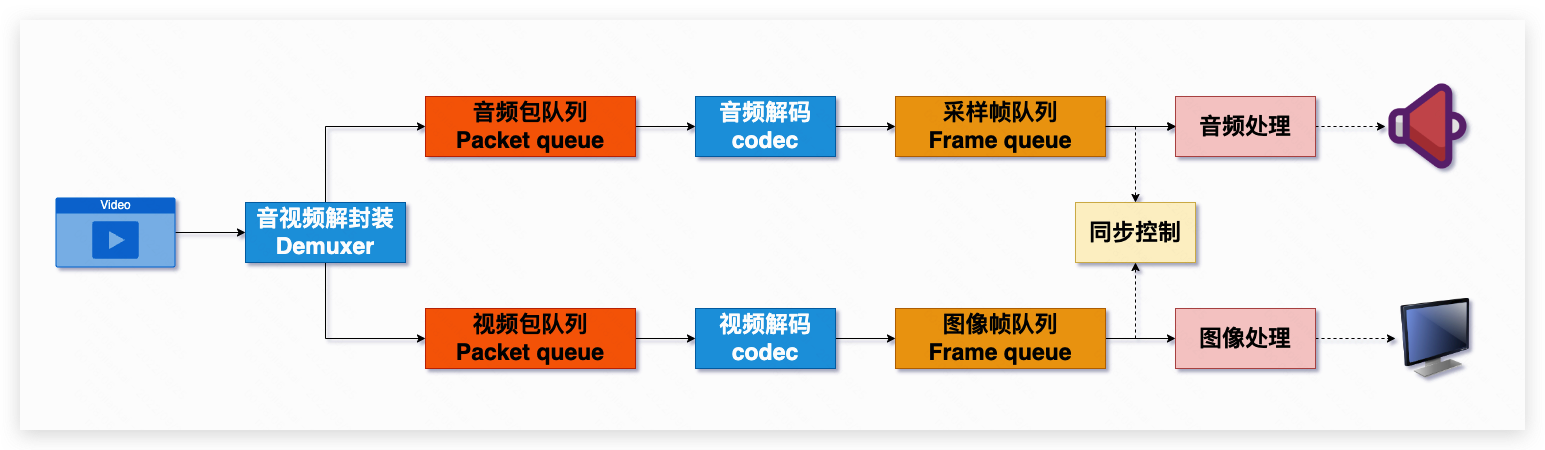 Video
音视频解封装
Demuxer
音频包队列
Packet queue
音频解码
codec
采样帧队列
Frame queue
音频处理
同步控制
视频包队列
Packet queue
视频解码
codec
图像帧队列
Frame queue
图像处理